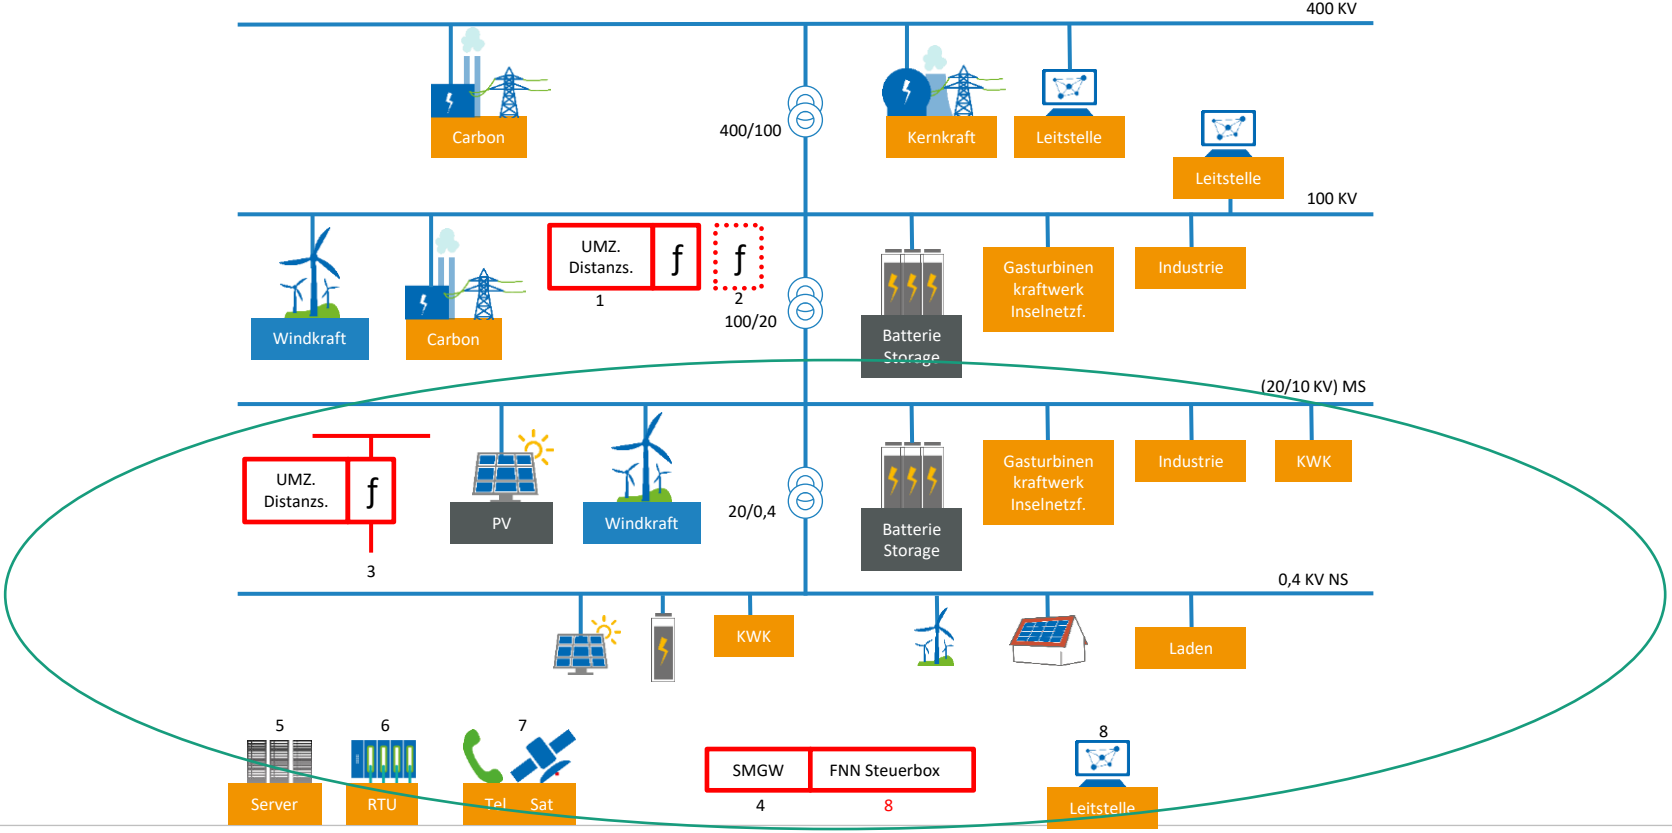 400 KV
400/100
Carbon
Kernkraft
Leitstelle
Leitstelle
100 KV
UMZ.
Distanzs.
ƒ
ƒ
1
2
100/20
Windkraft
Carbon
Batterie
Storage
Gasturbinen
kraftwerk
Inselnetzf.
Industrie
(20/10 KV) MS
UMZ.
Distanzs.
ƒ
3
PV
Windkraft
20/0,4
Batterie
Storage
Gasturbinen
kraftwerk
Inselnetzf.
Industrie
KWK
0,4 KV NS
KWK
Laden
5
6
7
8
Server
RTU
Tel
Sat
SMGW
FNN Steuerbox
4
8
Leitstelle